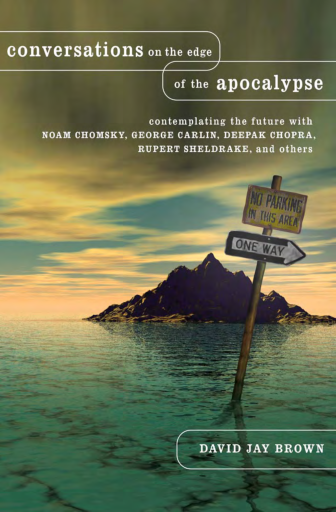 conversations on the edge
of the apocalypse
contemplating the future with
NOAM CHOMSKY, GEORGE CARLIN, DEEPAK CHOPRA,
RUPERT SHELDRAKE, and others
NO PARKING
IN THIS AREA
ONE WAY
DAVID JAY BROWN